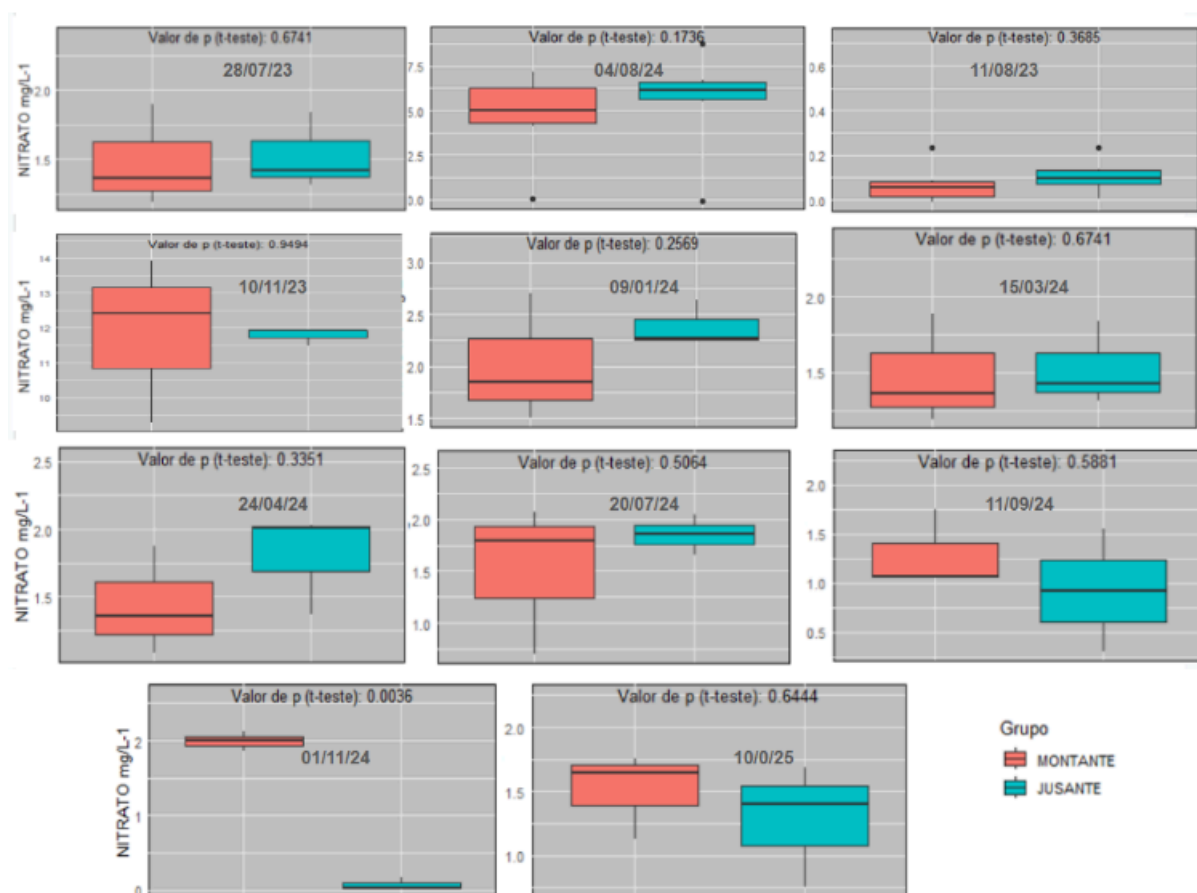 Valor de p (t-teste): 0.6741
28/07/23
NITRATO mg/L-1
2.0
1.5
Valor de p (t-teste): 0.1736
04/08/24
7.5
5.0
2.5
0.0
Valor de p (t-teste): 0.3685
11/08/23
0.6
0.4
0.2
0.0
Valor de p (t-teste): 0.9494
10/11/23
NITRATO mg/L-1
14
13
12
11
10
Valor de p (t-teste): 0.2569
09/01/24
3.0
2.5
2.0
1.5
Valor de p (t-teste): 0.6741
15/03/24
2.0
1.5
Valor de p (t-teste): 0.3351
24/04/24
NITRATO mg/L-1
2.5
2.0
1.5
Valor de p (t-teste): 0.5064
20/07/24
2.5
2.0
1.5
1.0
Valor de p (t-teste): 0.5881
11/09/24
2.0
1.5
1.0
0.5
Valor de p (t-teste): 0.0036
01/11/24
NITRATO mg/L-1
2
1
0
Valor de p (t-teste): 0.6444
10/0/25
2.0
1.5
1.0
Grupo
MONTANTE
JUSANTE